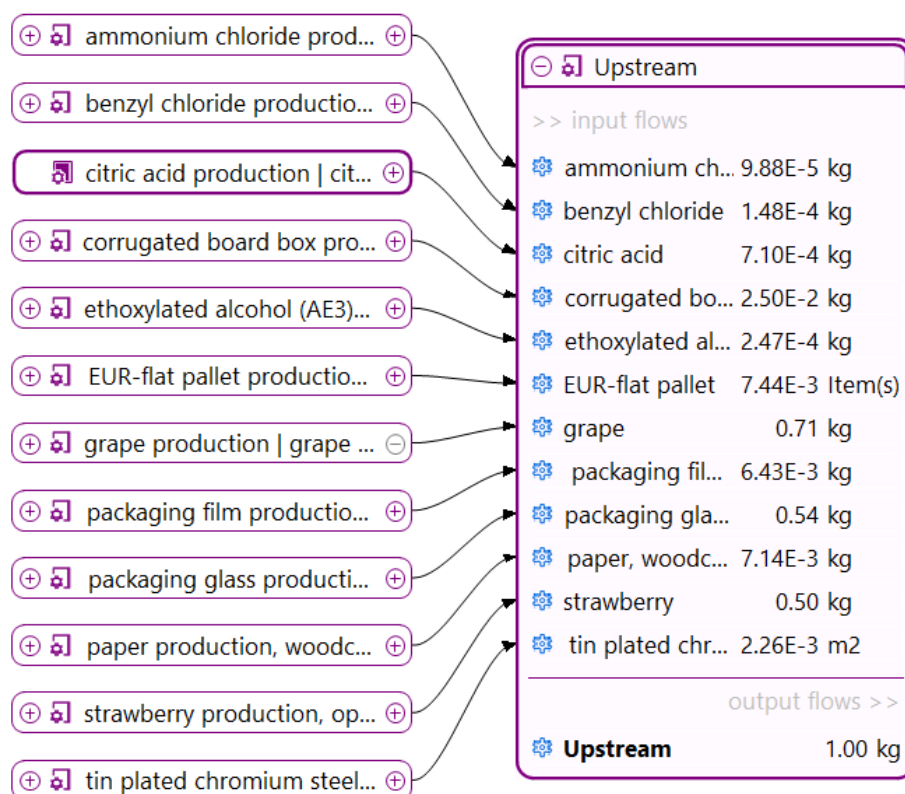 ammonium chloride prod...
benzyl chloride productio...
citric acid production | cit...
corrugated board box pro...
ethoxylated alcohol (AE3)...
EUR-flat pallet productio...
grape production | grape ...
packaging film productio...
packaging glass producti...
paper production, woodc...
strawberry production, op...
tin plated chromium steel...
Upstream
>> input flows
ammonium ch... 9.88E-5 kg
benzyl chloride 1.48E-4 kg
citric acid 7.10E-4 kg
corrugated bo... 2.50E-2 kg
ethoxylated al... 2.47E-4 kg
EUR-flat pallet 7.44E-3 Item(s)
grape 0.71 kg
packaging fil... 6.43E-3 kg
packaging gla... 0.54 kg
paper, woodc... 7.14E-3 kg
strawberry 0.50 kg
tin plated chr... 2.26E-3 m2
output flows >>
Upstream 1.00 kg